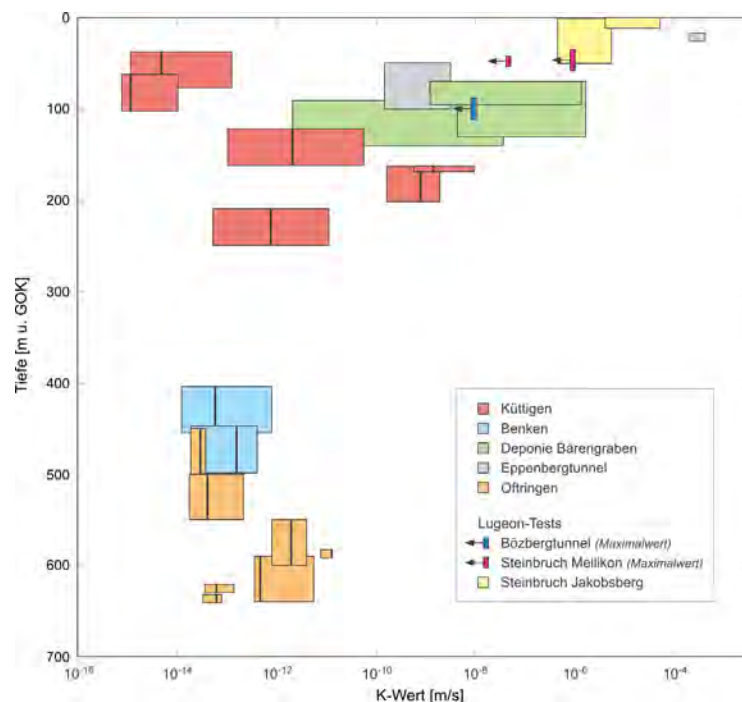 0
100
200
300
400
500
600
700
Tiefe [m u. GOK]
10⁻¹⁶ 10⁻¹⁴ 10⁻¹² 10⁻¹⁰ 10⁻⁸ 10⁻⁶ 10⁻⁴
K-Wert [m/s]
Küttigen
Benken
Deponie Bärengraben
Eppenbergtunnel
Oftringen
Lugeon-Tests
Bözbergtunnel (Maximalwert)
Steinbruch Mellikon (Maximalwert)
Steinbruch Jakobsberg